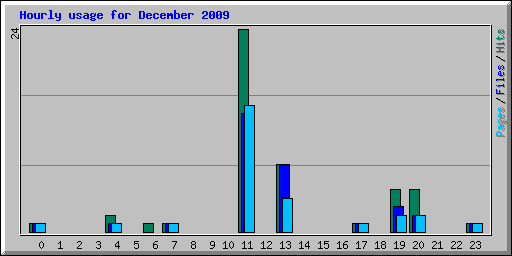 Hourly usage for December 2009
24
Pages/Files/Hits
0 1 2 3 4 5 6 7 8 9 10 11 12 13 14 15 16 17 18 19 20 21 22 23